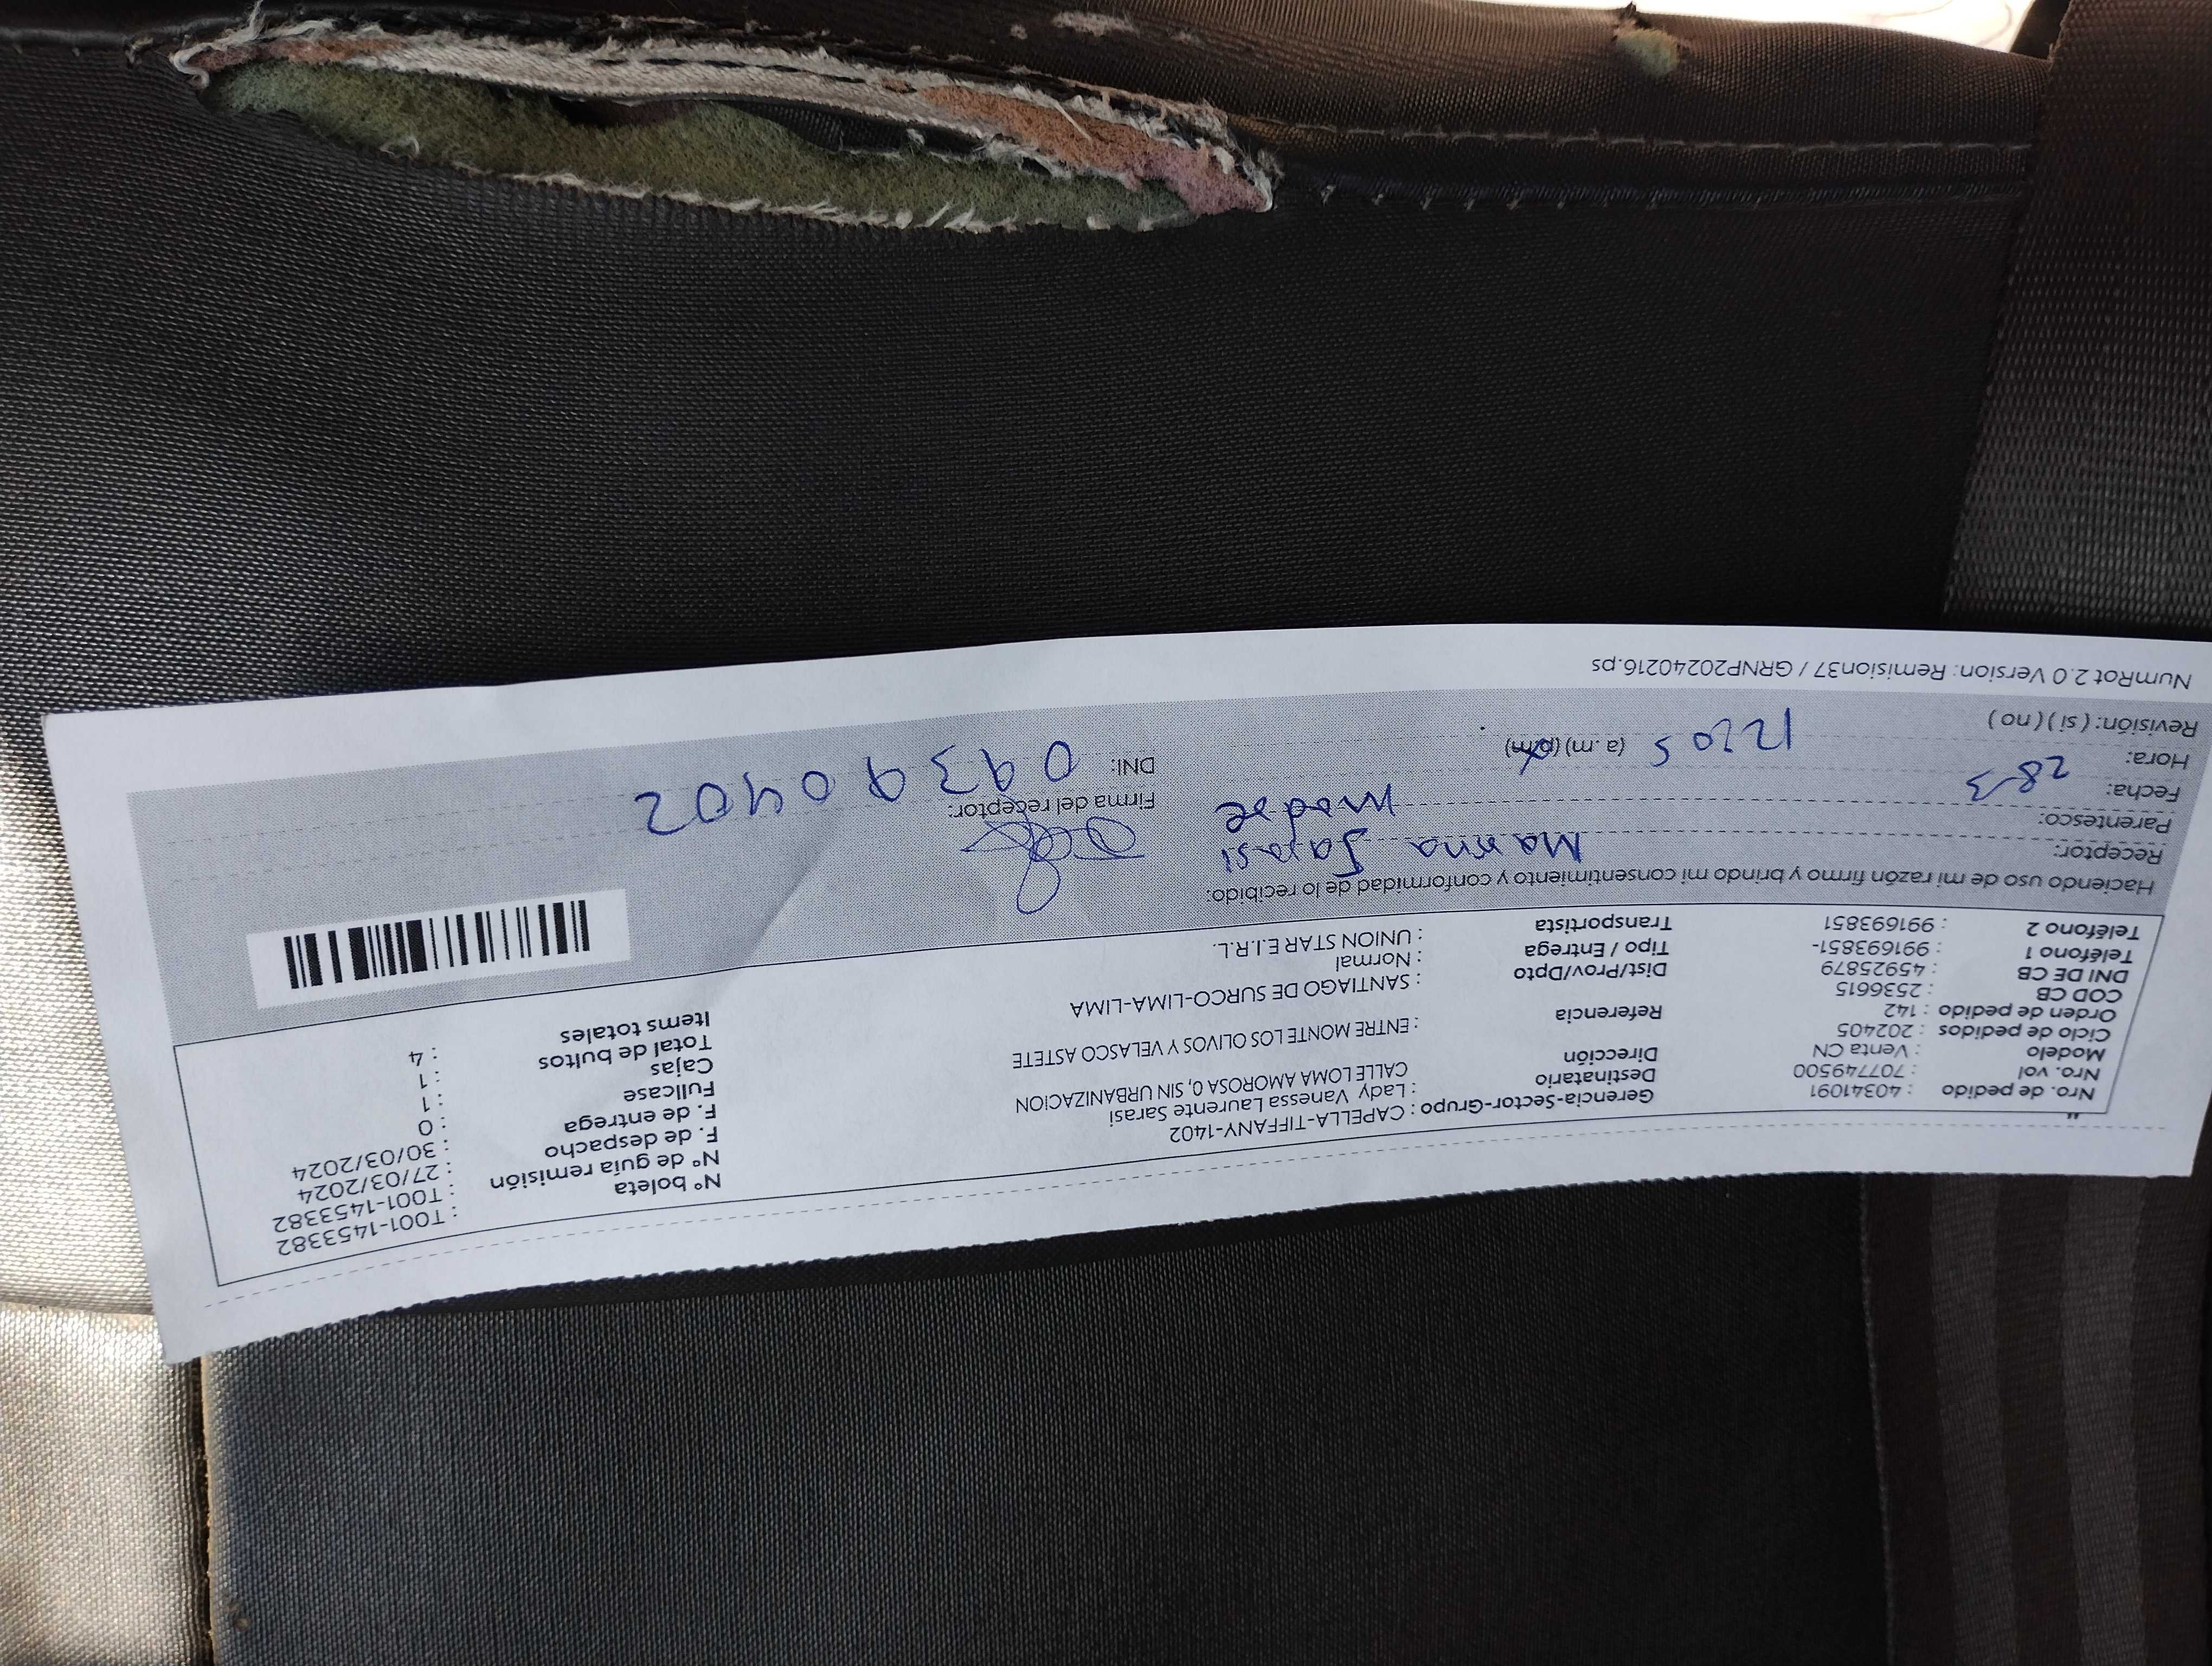 Nro. de pedido : 40341091
Nro. vol : 707749500
Modelo : Venta CN
Ciclo de pedidos : 202405
Orden de pedido : 142
COD CB : 2536615
DNI DE CB : 45925879
Teléfono 1 : 991693851-
Teléfono 2 : 991693851
Gerencia-Sector-Grupo : CAPELLA-TIFFANY-1402
Destinatario : Lady Vanessa Laurente Sarasi
Dirección CALLE LOMA AMOROSA 0, SIN URBANIZACION
Referencia : ENTRE MONTE LOS OLIVOS Y VELASCO ASTETE
Dist/Prov/Dpto : SANTIAGO DE SURCO-LIMA-LIMA
Tipo / Entrega : Normal
Transportista : UNION STAR E.I.R.L.
N° boleta : T001-1453382
N° de guía remisión : T001-1453382
F. de despacho : 27/03/2024
F. de entrega : 30/03/2024
Fullcase : 0
Cajas : 1
Total de bultos : 1
Items totales : 4
Haciendo uso de mi razón firmo y brindo mi consentimiento y conformidad de lo recibido:
Receptor: Marina Sarasi
Parentesco: Madre
Fecha: 28-3
Hora: (a.m) (p.m)
Revisión: ( si ) ( no )
Firma del receptor:
DNI: 09390402
NumRot 2.0 Version: Remision37 / GRNP20240216.ps